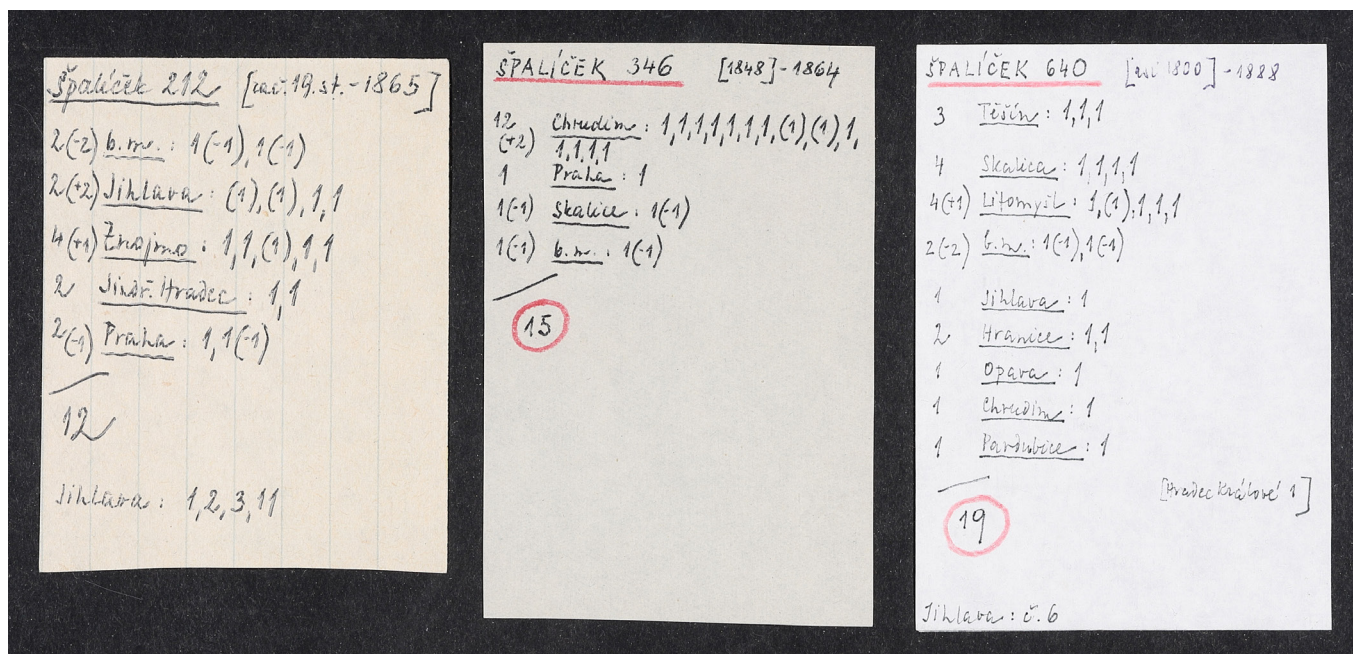 Špalíček 212 [zač. 19. st. - 1865]
2(-2) b.m. : 1(-1), 1(-1)
2(+2) Jihlava : (1), (1), 1, 1
4(+1) Znojmo : 1, 1, (1), 1, 1
2 Jindř. Hradec : 1, 1
2(-1) Praha : 1, 1(-1)
12
Jihlava : 1, 2, 3, 11
ŠPALÍČEK 346 [1848] - 1864
12 (+2) Chrudim : 1, 1, 1, 1, 1, 1, 1, (1), (1), 1,
1, 1, 1, 1
1 Praha : 1
1(-1) Skalice : 1(-1)
1(-1) b.m. : 1(-1)
15
ŠPALÍČEK 640 [asi 1800] - 1888
3 Těšín : 1, 1, 1
4 Skalica : 1, 1, 1, 1
4(+1) Litomyšl : 1, (1), 1, 1, 1
2(-2) b.m. : 1(-1), 1(-1)
1 Jihlava : 1
2 Hranice : 1, 1
1 Opava : 1
1 Chrudim : 1
1 Pardubice : 1
[Hradec Králové 1]
19
Jihlava : č. 6